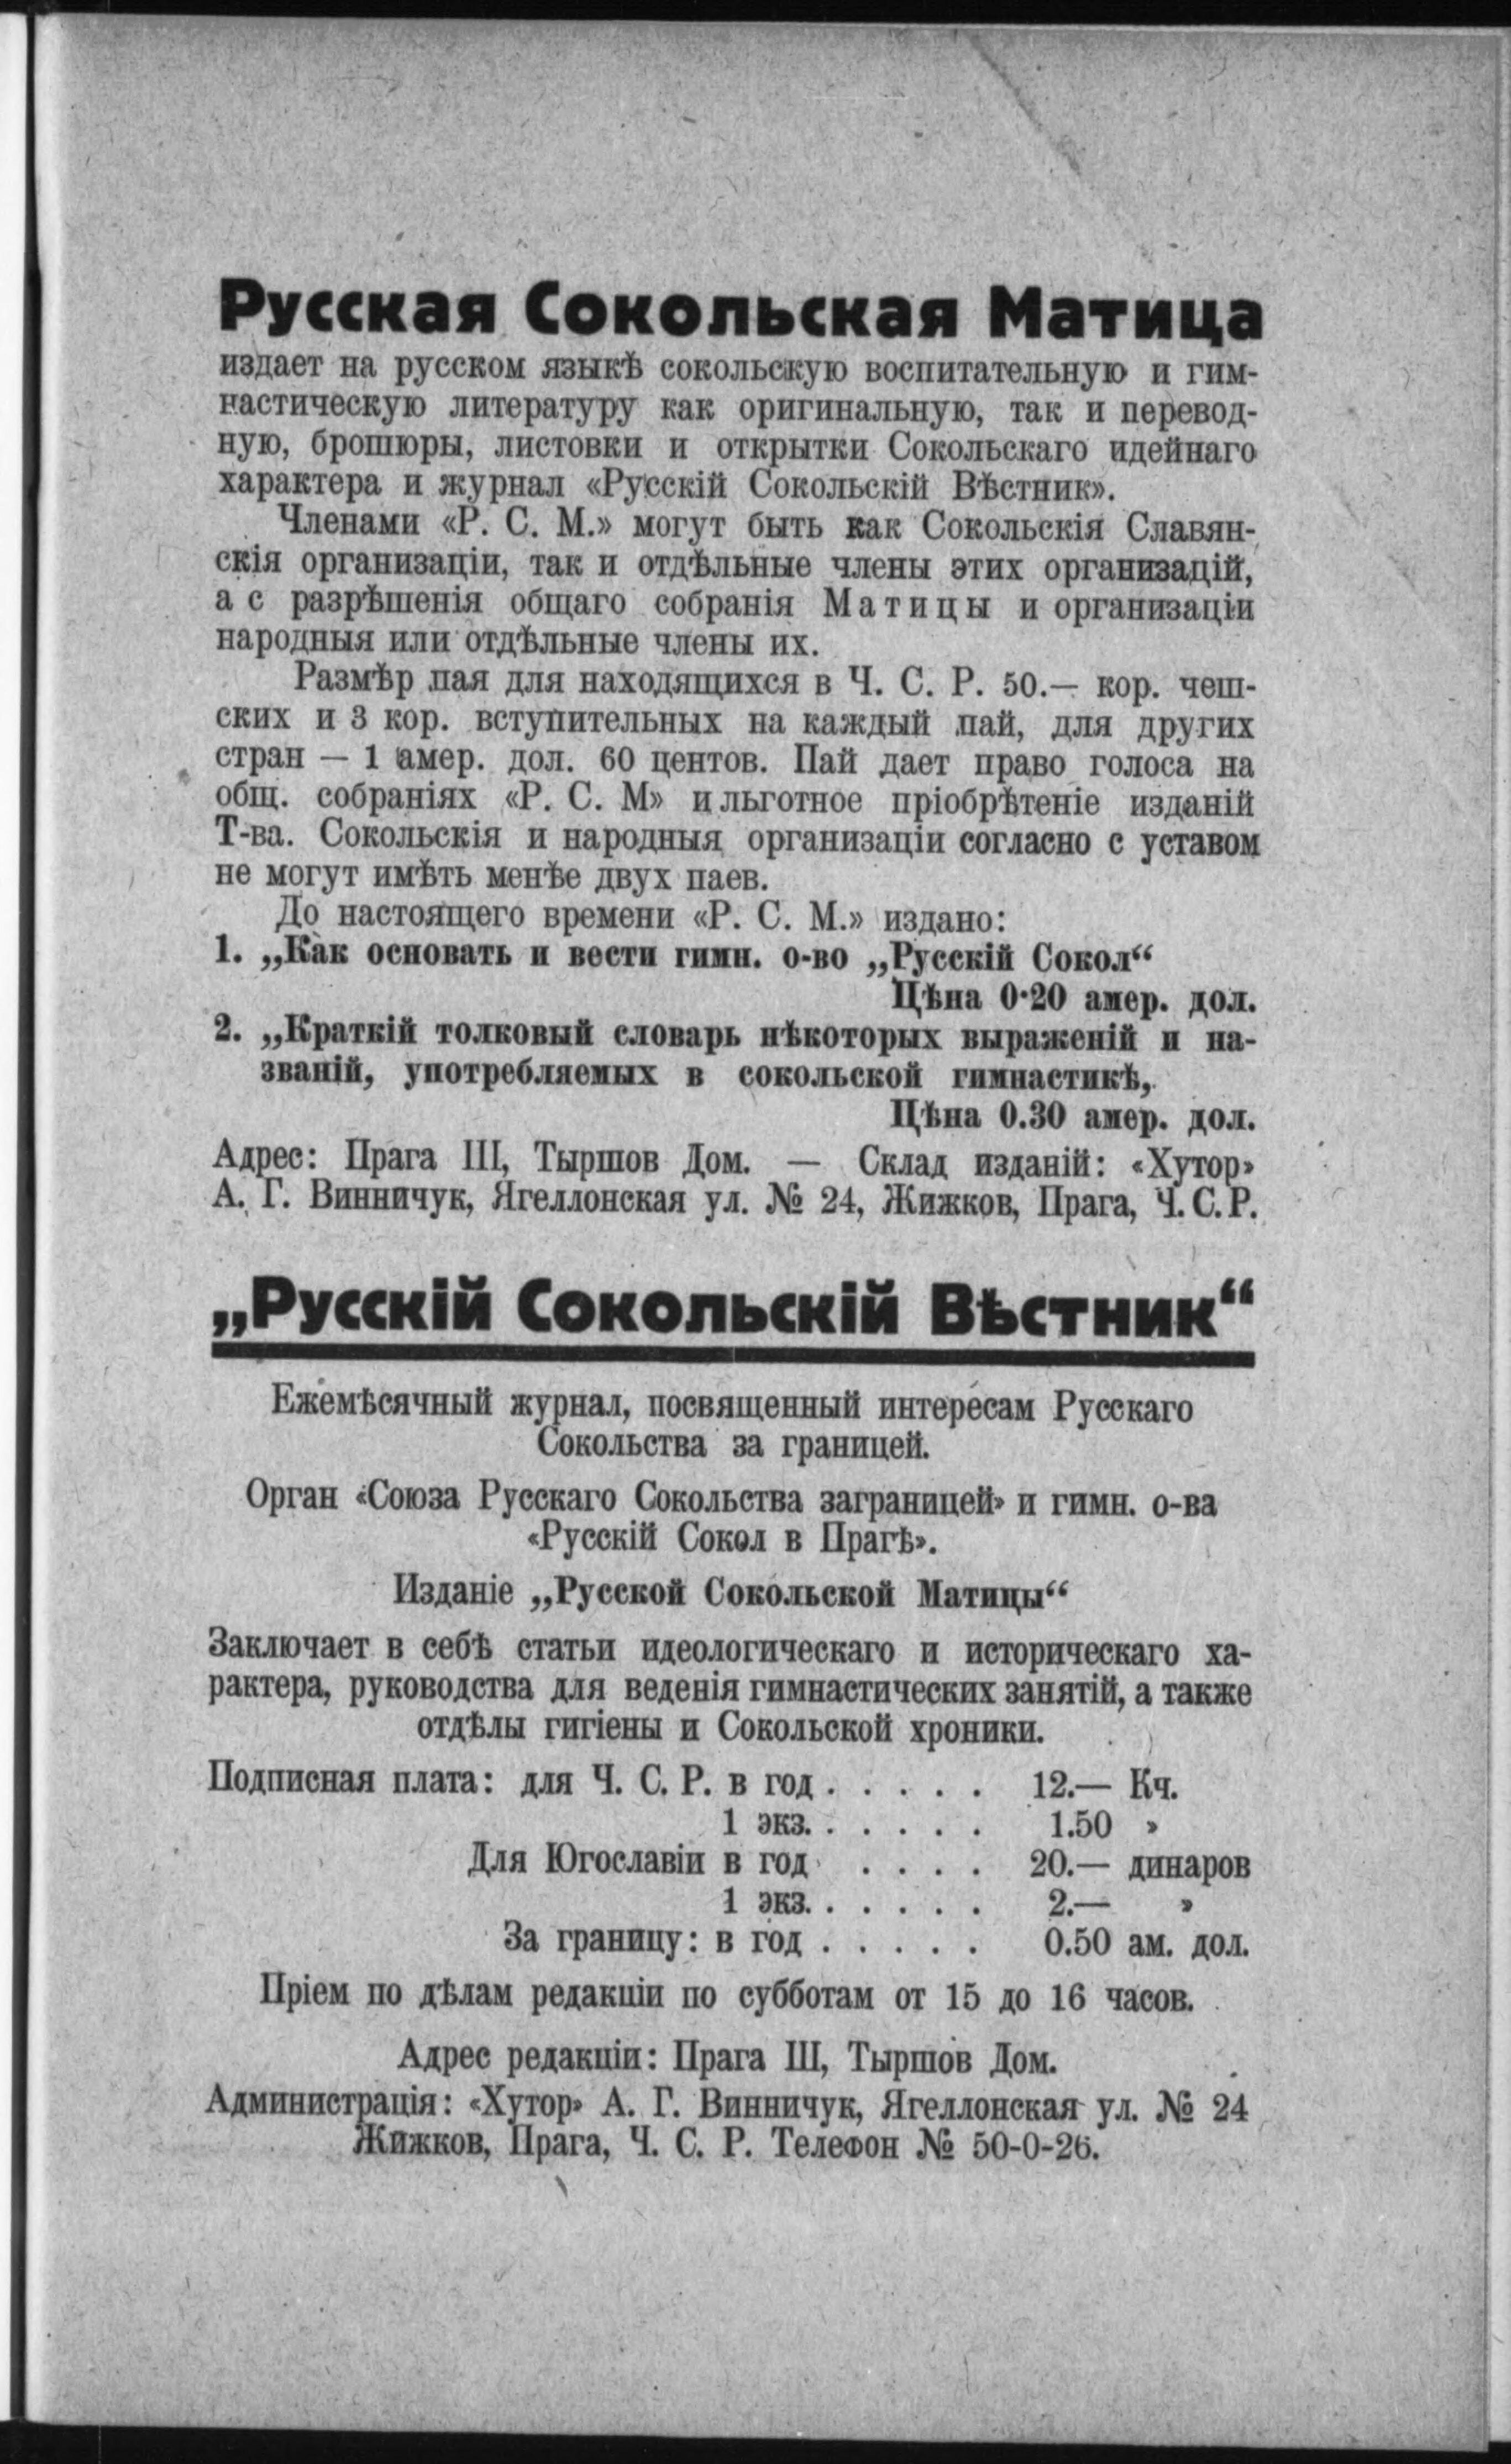 Русская Сокольская Матица
издает на русском языкѣ сокольскую воспитательную и гим-
настическую литературу как оригинальную, так и перевод-
ную, брошюры, листовки и открытки Сокольскаго идейнаго
характера и журнал «Русскій Сокольскій Вѣстник».
Членами «Р. С. М.» могут быть как Сокольскія Славян-
скія организаціи, так и отдѣльные члены этих организацій,
а с разрѣшенія общаго собранія Матицы и организаціи
народныя или отдѣльные члены их.
Размѣр пая для находящихся в Ч. С. Р. 50.— кор. чеш-
ских и 3 кор. вступительных на каждый пай, для других
стран — 1 амер. дол. 60 центов. Пай дает право голоса на
общ. собраніях «Р. С. М» и льготное пріобрѣтеніе изданій
Т-ва. Сокольскія и народныя организаціи согласно с уставом
не могут имѣть менѣе двух паев.
До настоящего времени «Р. С. М.» издано:
1. „Как основать и вести гимн. о-во „Русскій Сокол“
Цѣна 0·20 амер. дол.
2. „Краткій толковый словарь нѣкоторых выраженій и на-
званій, употребляемых в сокольской гимнастикѣ,
Цѣна 0.30 амер. дол.
Адрес: Прага III, Тыршов Дом. — Склад изданій: «Хутор»
А. Г. Винничук, Ягеллонская ул. № 24, Жижков, Прага, Ч. С. Р.
„Русскій Сокольскій Вѣстник“
Ежемѣсячный журнал, посвященный интересам Русскаго
Сокольства за границей.
Орган «Союза Русскаго Сокольства заграницей» и гимн. о-ва
«Русскій Сокол в Прагѣ».
Изданіе „Русской Сокольской Матицы“
Заключает в себѣ статьи идеологическаго и историческаго ха-
рактера, руководства для веденія гимнастических занятій, а также
отдѣлы гигіены и Сокольской хроники.
Подписная плата: для Ч. С. Р. в год . . . . . 12.— Кч.
1 экз. . . . . . 1.50 »
Для Югославіи в год . . . . 20.— динаров
1 экз. . . . . . 2.— »
За границу: в год . . . . . 0.50 ам. дол.
Пріем по дѣлам редакціи по субботам от 15 до 16 часов.
Адрес редакціи: Прага III, Тыршов Дом.
Администрація: «Хутор» А. Г. Винничук, Ягеллонская ул. № 24
Жижков, Прага, Ч. С. Р. Телефон № 50-0-26.